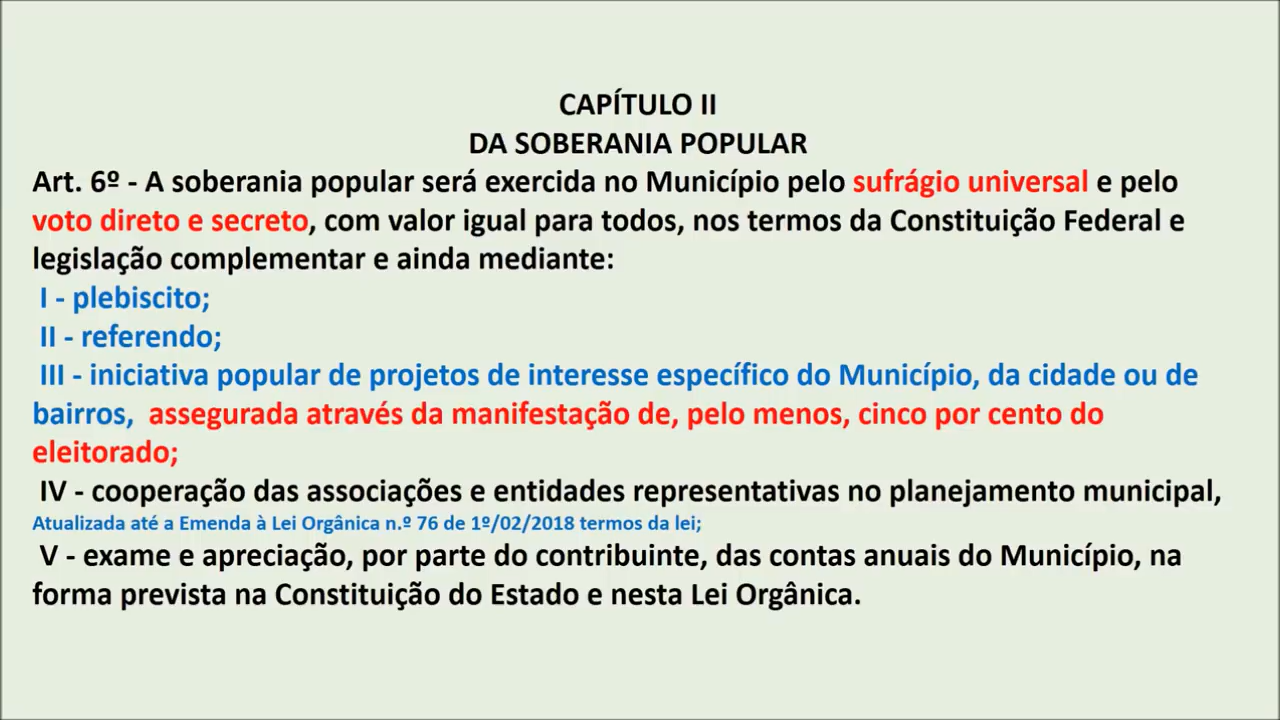 CAPÍTULO II
DA SOBERANIA POPULAR
Art. 6º - A soberania popular será exercida no Município pelo sufrágio universal e pelo
voto direto e secreto, com valor igual para todos, nos termos da Constituição Federal e
legislação complementar e ainda mediante:
I - plebiscito;
II - referendo;
III - iniciativa popular de projetos de interesse específico do Município, da cidade ou de
bairros, assegurada através da manifestação de, pelo menos, cinco por cento do
eleitorado;
IV - cooperação das associações e entidades representativas no planejamento municipal,
Atualizada até a Emenda à Lei Orgânica n.º 76 de 1º/02/2018 termos da lei;
V - exame e apreciação, por parte do contribuinte, das contas anuais do Município, na
forma prevista na Constituição do Estado e nesta Lei Orgânica.